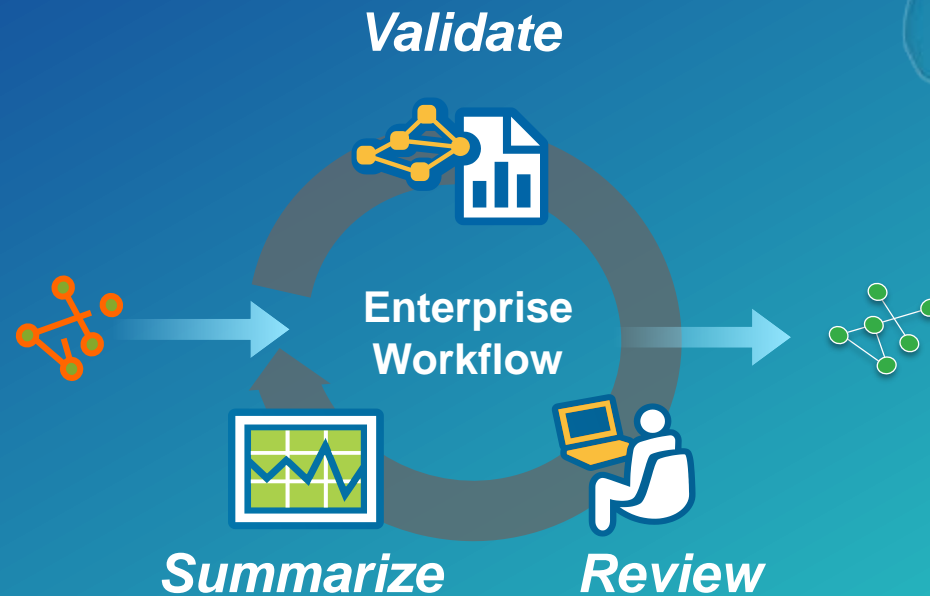 Validate
Enterprise
Workflow
Summarize
Review